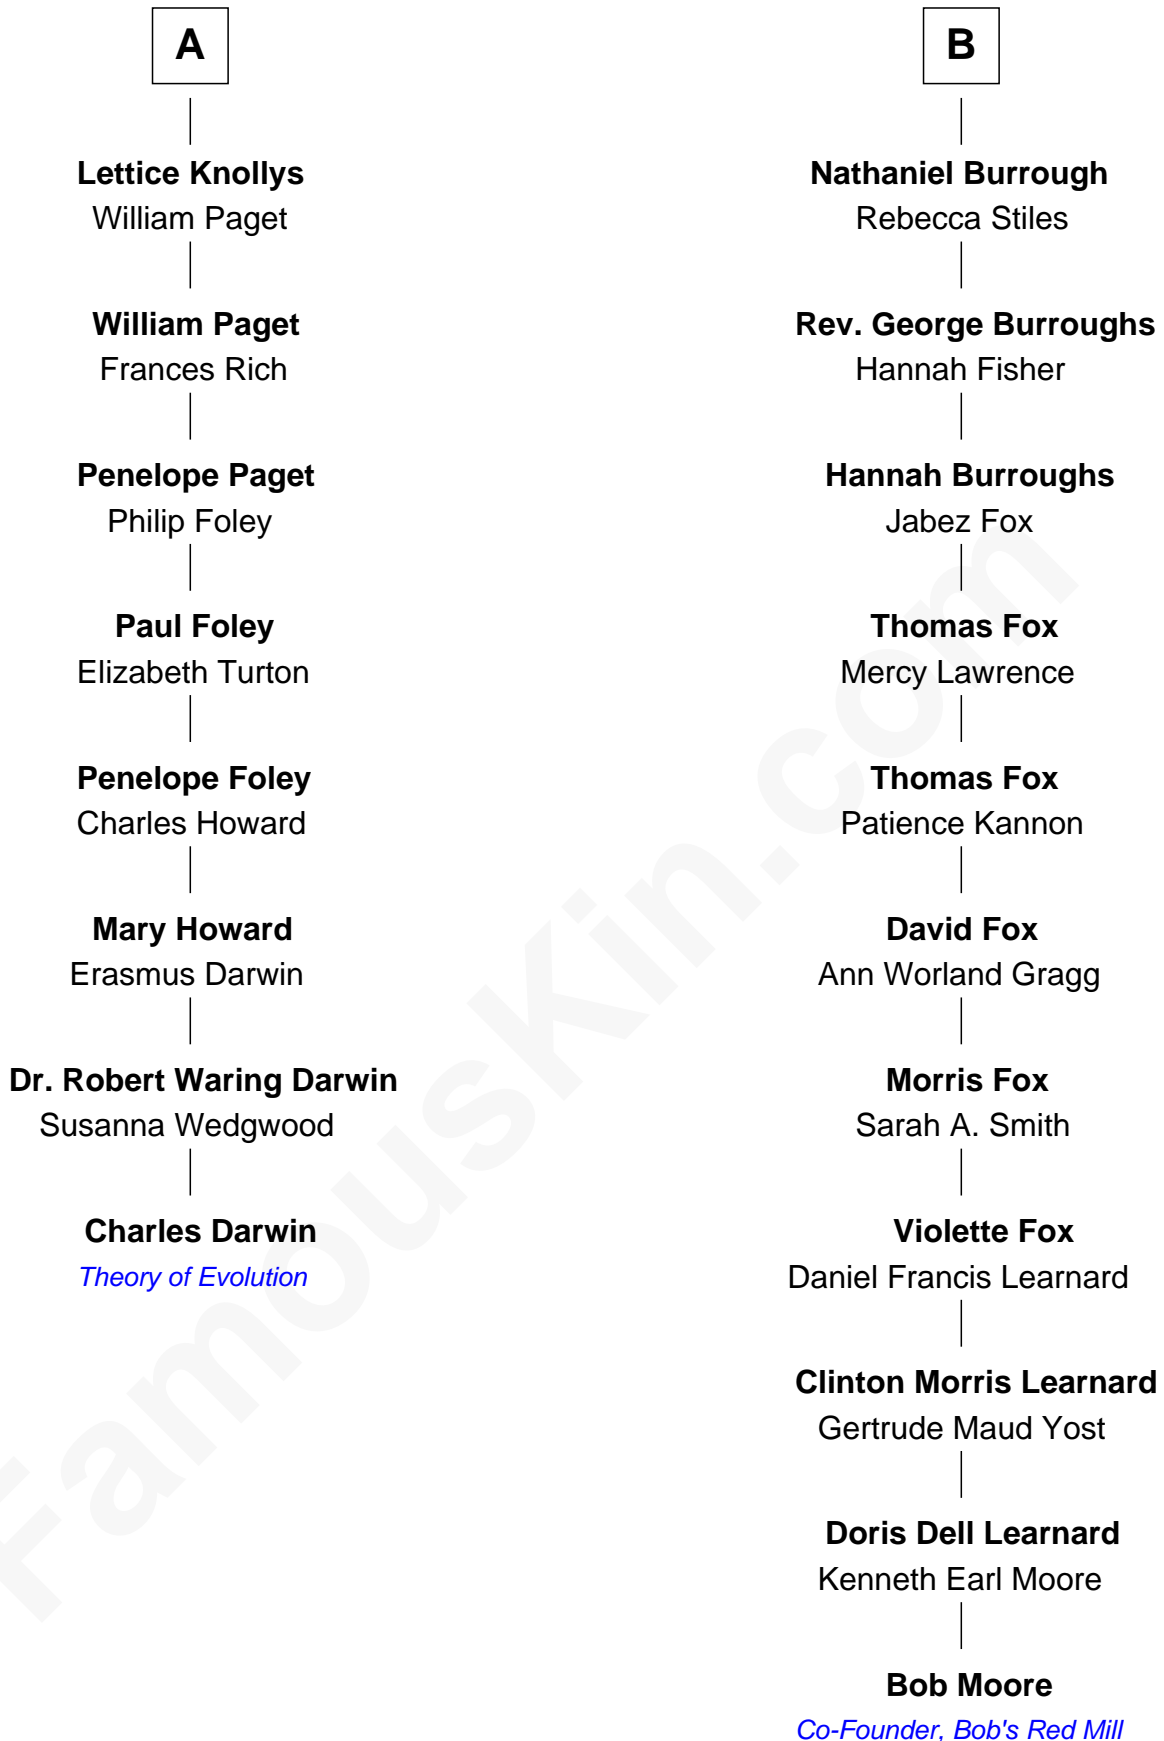 A
Lettice Knollys
William Paget
William Paget
Frances Rich
Penelope Paget
Philip Foley
Paul Foley
Elizabeth Turton
Penelope Foley
Charles Howard
Mary Howard
Erasmus Darwin
Dr. Robert Waring Darwin
Susanna Wedgwood
Charles Darwin
Theory of Evolution
B
Nathaniel Burrough
Rebecca Stiles
Rev. George Burroughs
Hannah Fisher
Hannah Burroughs
Jabez Fox
Thomas Fox
Mercy Lawrence
Thomas Fox
Patience Kannon
David Fox
Ann Worland Gragg
Morris Fox
Sarah A. Smith
Violette Fox
Daniel Francis Learnard
Clinton Morris Learnard
Gertrude Maud Yost
Doris Dell Learnard
Kenneth Earl Moore
Bob Moore
Co-Founder, Bob's Red Mill
FamousKin.com